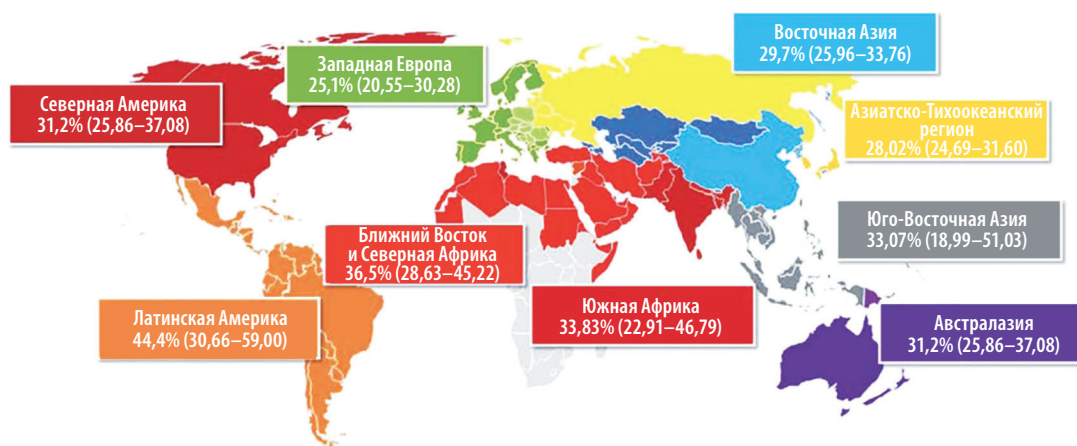 Восточная Азия
29,7% (25,96–33,76)
Западная Европа
25,1% (20,55–30,28)
Северная Америка
31,2% (25,86–37,08)
Азиатско-Тихоокеанский
регион
28,02% (24,69–31,60)
Юго-Восточная Азия
33,07% (18,99–51,03)
Ближний Восток
и Северная Африка
36,5% (28,63–45,22)
Южная Африка
33,83% (22,91–46,79)
Латинская Америка
44,4% (30,66–59,00)
Австралазия
31,2% (25,86–37,08)